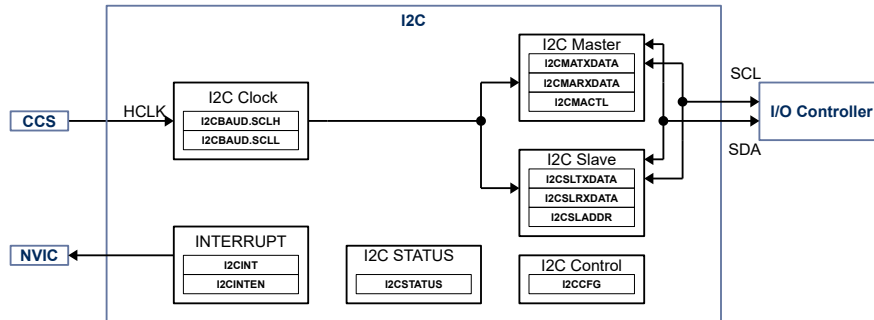 I2C
I2C Master
I2CMATXDATA
I2CMARXDATA
I2CMACTL
I2C Clock
I2CBAUD.SCLH
I2CBAUD.SCLL
CCS
HCLK
SCL
I/O Controller
SDA
I2C Slave
I2CSLTXDATA
I2CSLRXDATA
I2CSLADDR
NVIC
INTERRUPT
I2CINT
I2CINTEN
I2C STATUS
I2CSTATUS
I2C Control
I2CCFG